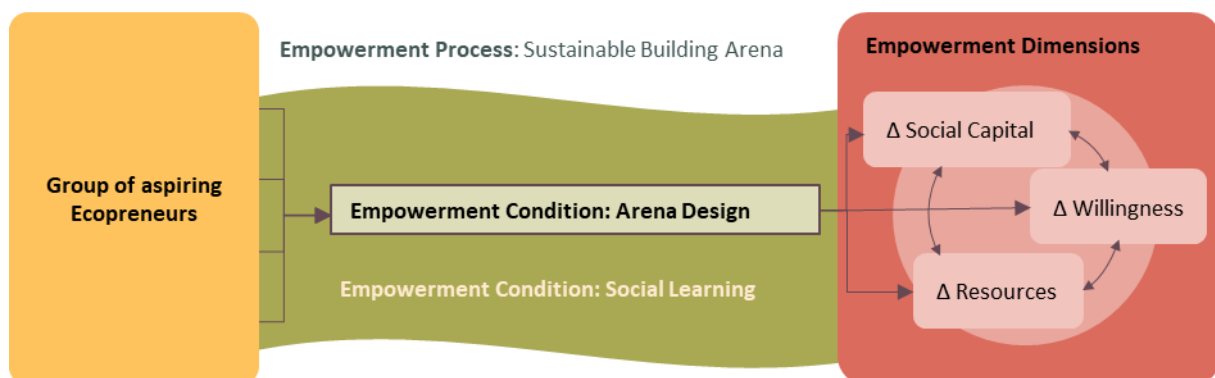 Empowerment Process: Sustainable Building Arena
Empowerment Dimensions
Group of aspiring
Ecopreneurs
Empowerment Condition: Arena Design
Empowerment Condition: Social Learning
Δ Social Capital
Δ Willingness
Δ Resources